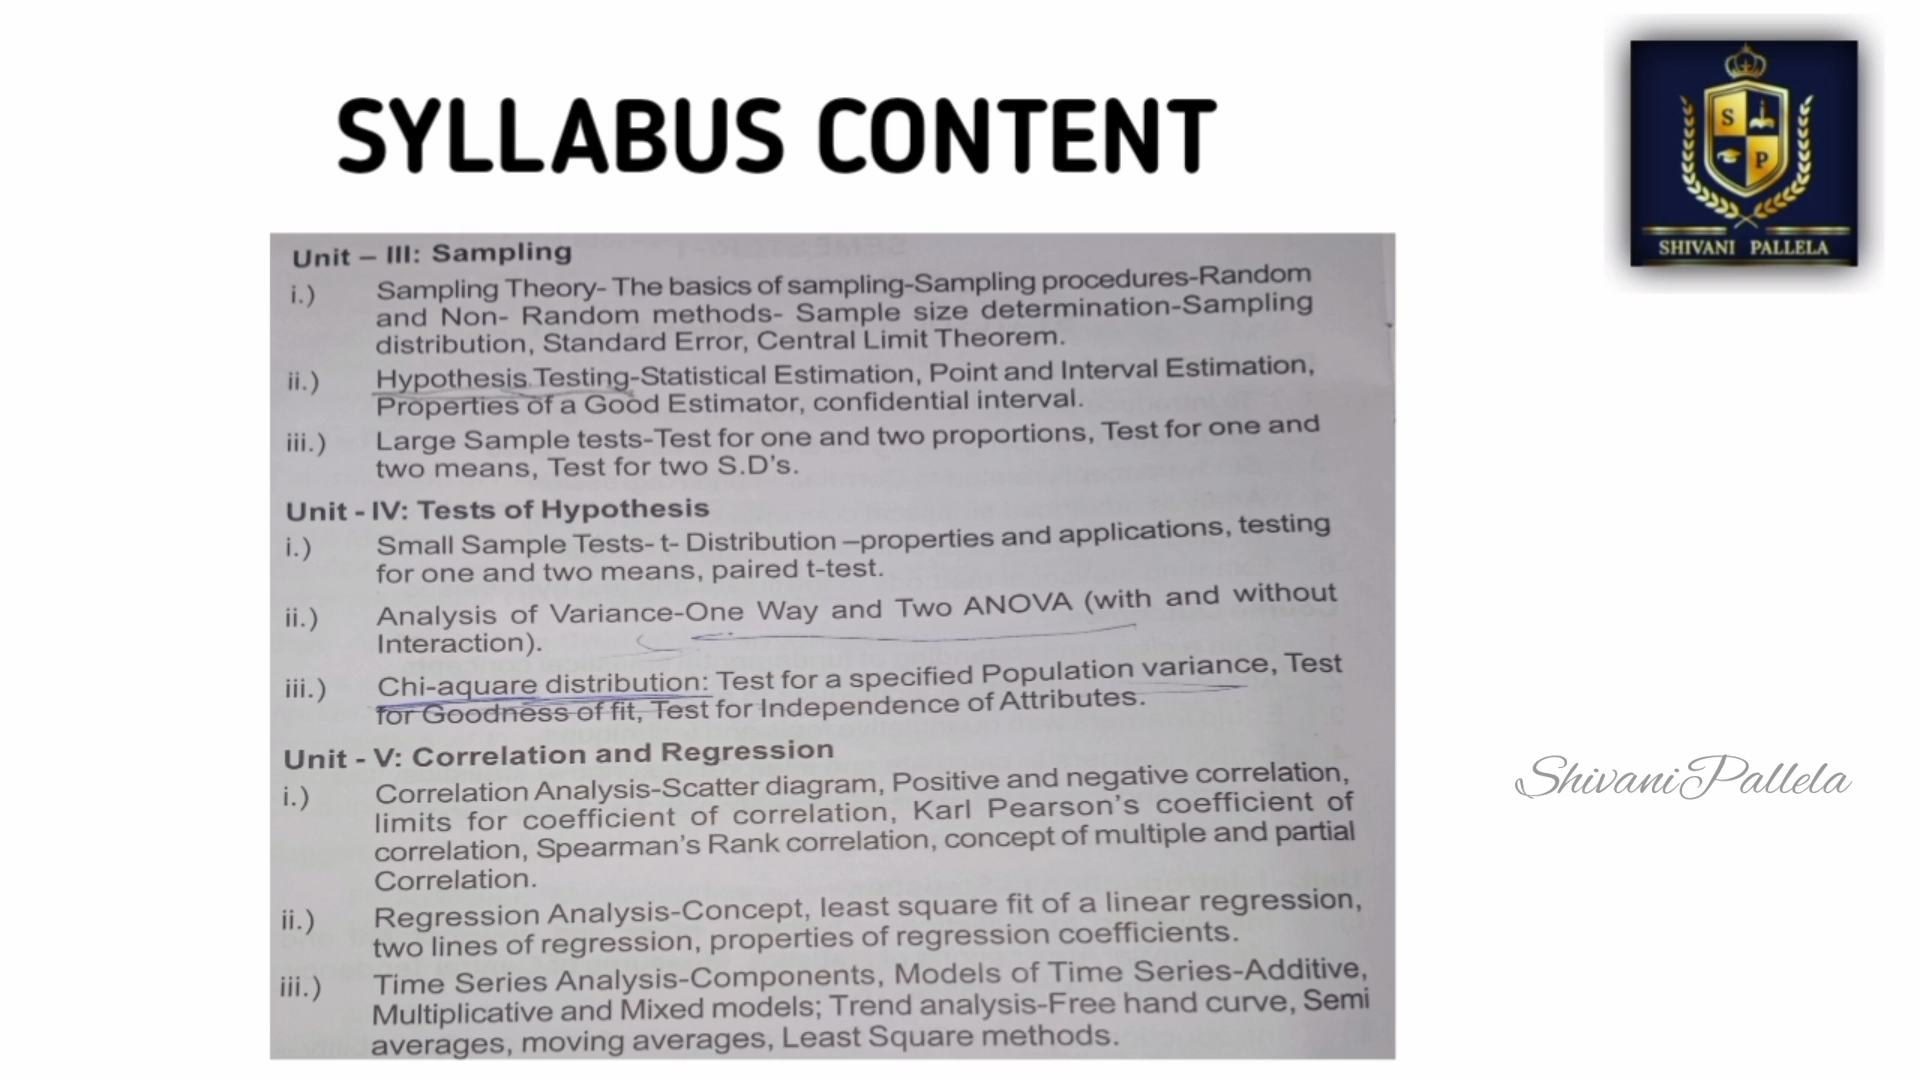 SYLLABUS CONTENT
S
P
SHIVANI PALLELA
Unit – III: Sampling
i.) Sampling Theory- The basics of sampling-Sampling procedures-Random
and Non- Random methods- Sample size determination-Sampling
distribution, Standard Error, Central Limit Theorem.
ii.) Hypothesis Testing-Statistical Estimation, Point and Interval Estimation,
Properties of a Good Estimator, confidential interval.
iii.) Large Sample tests-Test for one and two proportions, Test for one and
two means, Test for two S.D's.
Unit - IV: Tests of Hypothesis
i.) Small Sample Tests- t- Distribution –properties and applications, testing
for one and two means, paired t-test.
ii.) Analysis of Variance-One Way and Two ANOVA (with and without
Interaction).
iii.) Chi-aquare distribution: Test for a specified Population variance, Test
for Goodness of fit, Test for Independence of Attributes.
Unit - V: Correlation and Regression
i.) Correlation Analysis-Scatter diagram, Positive and negative correlation,
limits for coefficient of correlation, Karl Pearson's coefficient of
correlation, Spearman's Rank correlation, concept of multiple and partial
Correlation.
ii.) Regression Analysis-Concept, least square fit of a linear regression,
two lines of regression, properties of regression coefficients.
iii.) Time Series Analysis-Components, Models of Time Series-Additive,
Multiplicative and Mixed models; Trend analysis-Free hand curve, Semi
averages, moving averages, Least Square methods.
Shivani Pallela